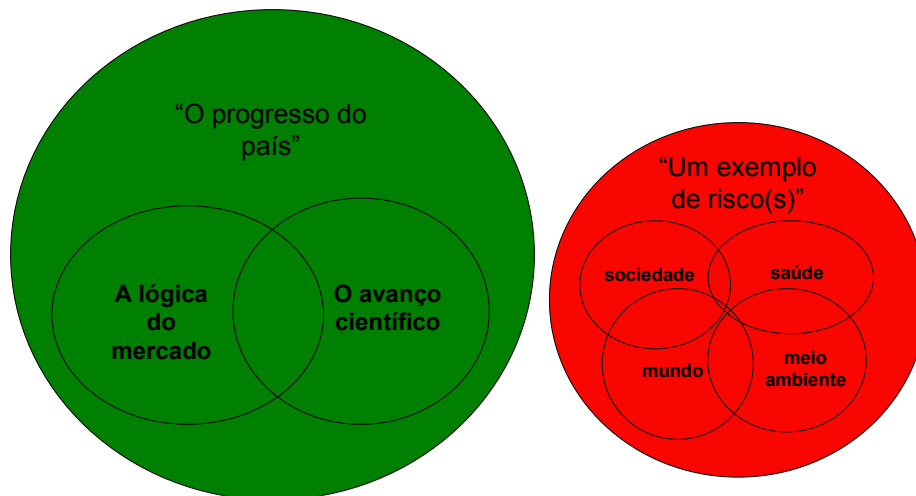 “O progresso do
país”
A lógica
do
mercado
O avanço
científico
“Um exemplo
de risco(s)”
sociedade
saúde
mundo
meio
ambiente